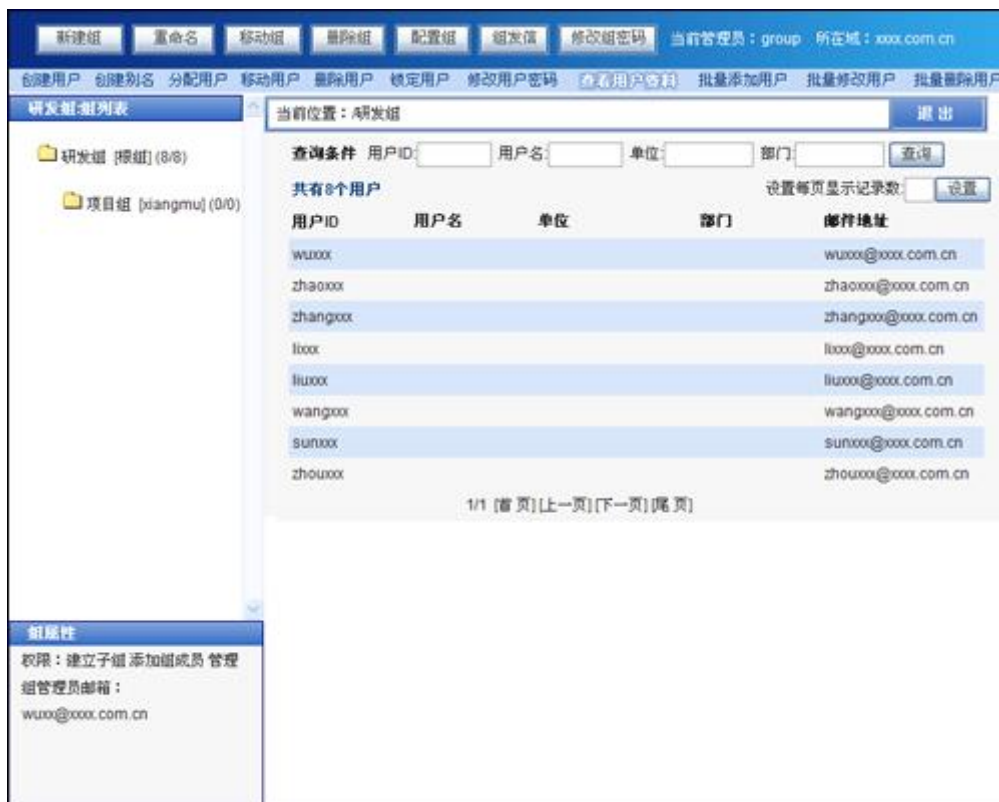 新建组 重命名 移动组 删除组 配置组 组发信 修改组密码 当前管理员：group 所在域：xxxx.com.cn
创建用户 创建别名 分配用户 移动用户 删除用户 锁定用户 修改用户密码 查看用户资料 批量添加用户 批量修改用户 批量删除用户
研发组:组列表
当前位置：/研发组 退出
研发组 [根组] (8/8)
项目组 [xiangmu] (0/0)
查询条件 用户ID: 用户名: 单位: 部门: 查询
共有8个用户 设置每页显示记录数: 设置
用户ID 用户名 单位 部门 邮件地址
wuxxx wuxxx@xxxx.com.cn
zhaoxxx zhaoxxx@xxxx.com.cn
zhangxxx zhangxxx@xxxx.com.cn
lixxx lixxx@xxxx.com.cn
liuxxx liuxxx@xxxx.com.cn
wangxxx wangxxx@xxxx.com.cn
sunxxx sunxxx@xxxx.com.cn
zhouxxx zhouxxx@xxxx.com.cn
1/1 [首 页] [上一页] [下一页] [尾 页]
组属性
权限：建立子组 添加组成员 管理
组管理员邮箱：
wuxx@xxxx.com.cn